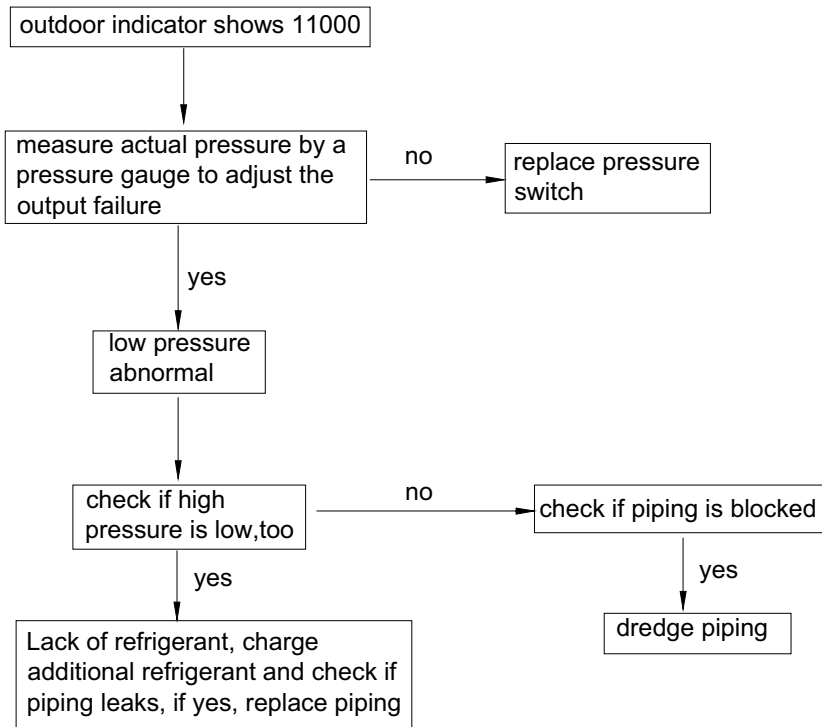 outdoor indicator shows 11000
measure actual pressure by a
pressure gauge to adjust the
output failure
no
replace pressure
switch
yes
low pressure
abnormal
check if high
pressure is low,too
no
check if piping is blocked
yes
yes
Lack of refrigerant, charge
additional refrigerant and check if
piping leaks, if yes, replace piping
dredge piping